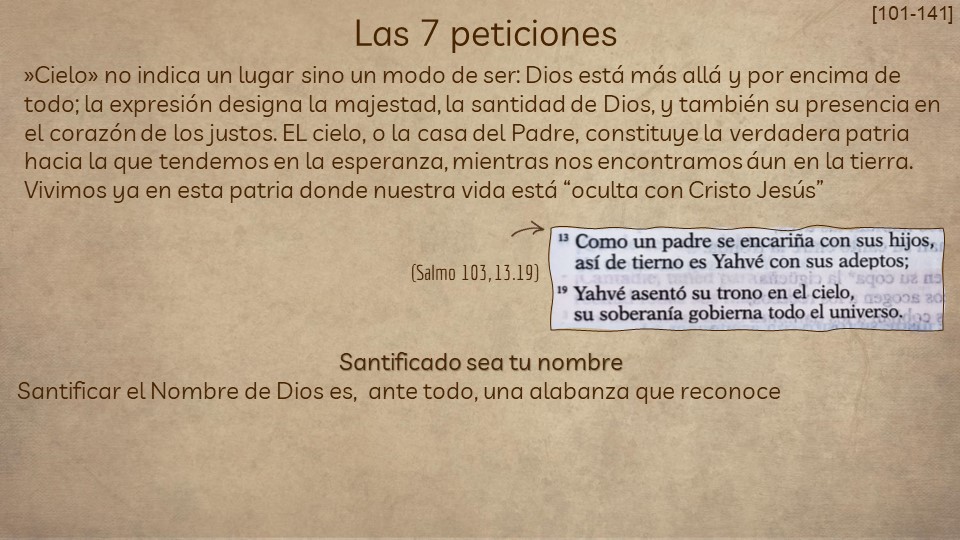 [101-141]
Las 7 peticiones
»Cielo» no indica un lugar sino un modo de ser: Dios está más allá y por encima de
todo; la expresión designa la majestad, la santidad de Dios, y también su presencia en
el corazón de los justos. EL cielo, o la casa del Padre, constituye la verdadera patria
hacia la que tendemos en la esperanza, mientras nos encontramos áun en la tierra.
Vivimos ya en esta patria donde nuestra vida está “oculta con Cristo Jesús”
(Salmo 103,13.19)
13 Como un padre se encariña con sus hijos,
así de tierno es Yahvé con sus adeptos;
19 Yahvé asentó su trono en el cielo,
su soberanía gobierna todo el universo.
Santificado sea tu nombre
Santificar el Nombre de Dios es, ante todo, una alabanza que reconoce